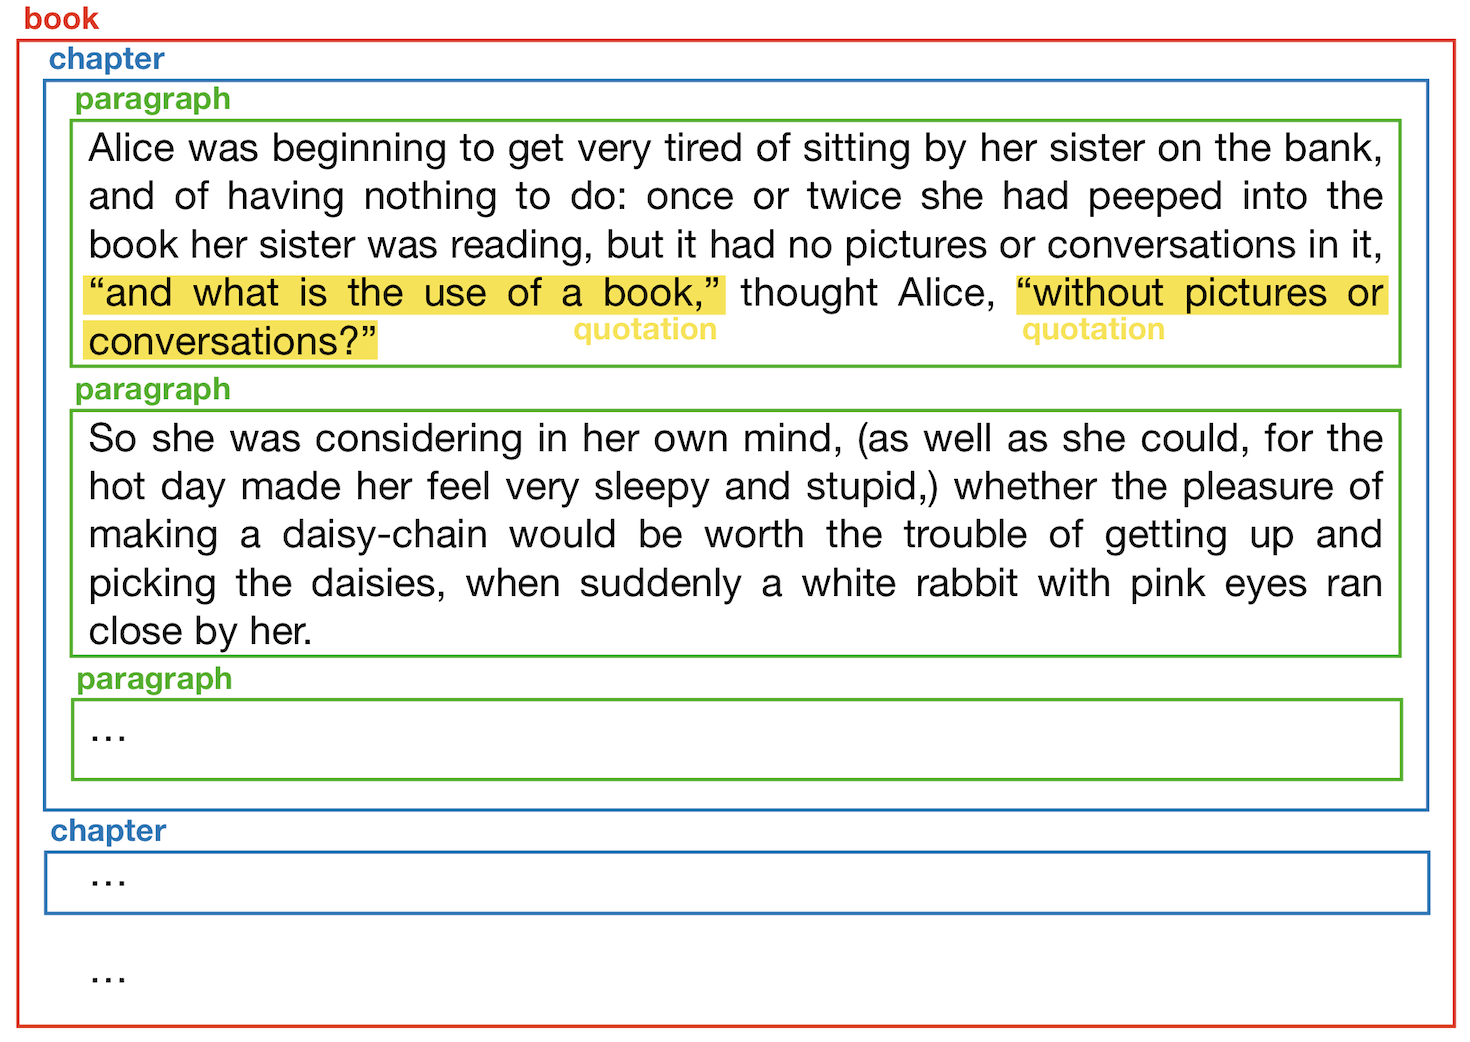 book
chapter
paragraph
Alice was beginning to get very tired of sitting by her sister on the bank,
and of having nothing to do: once or twice she had peeped into the
book her sister was reading, but it had no pictures or conversations in it,
“and what is the use of a book,” thought Alice, “without pictures or
conversations?”
quotation
quotation
paragraph
So she was considering in her own mind, (as well as she could, for the
hot day made her feel very sleepy and stupid,) whether the pleasure of
making a daisy-chain would be worth the trouble of getting up and
picking the daisies, when suddenly a white rabbit with pink eyes ran
close by her.
paragraph
...
chapter
...
...